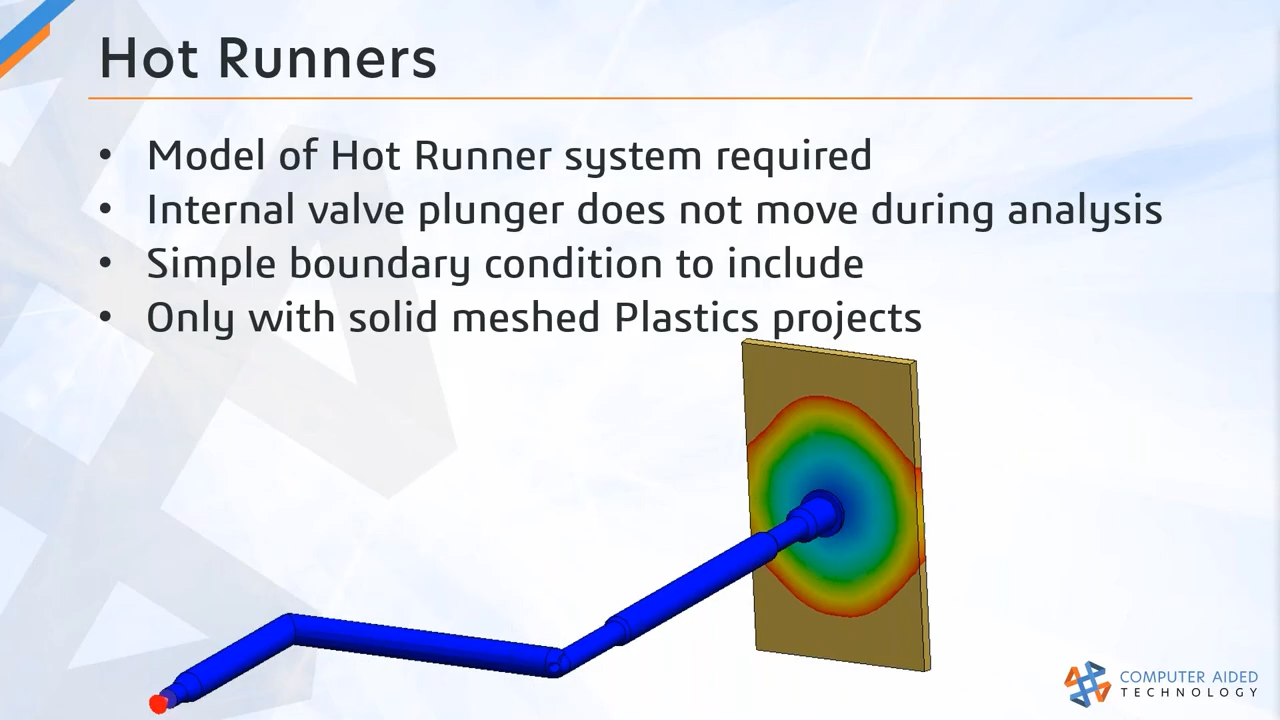 Hot Runners
• Model of Hot Runner system required
• Internal valve plunger does not move during analysis
• Simple boundary condition to include
• Only with solid meshed Plastics projects
COMPUTER AIDED
TECHNOLOGY